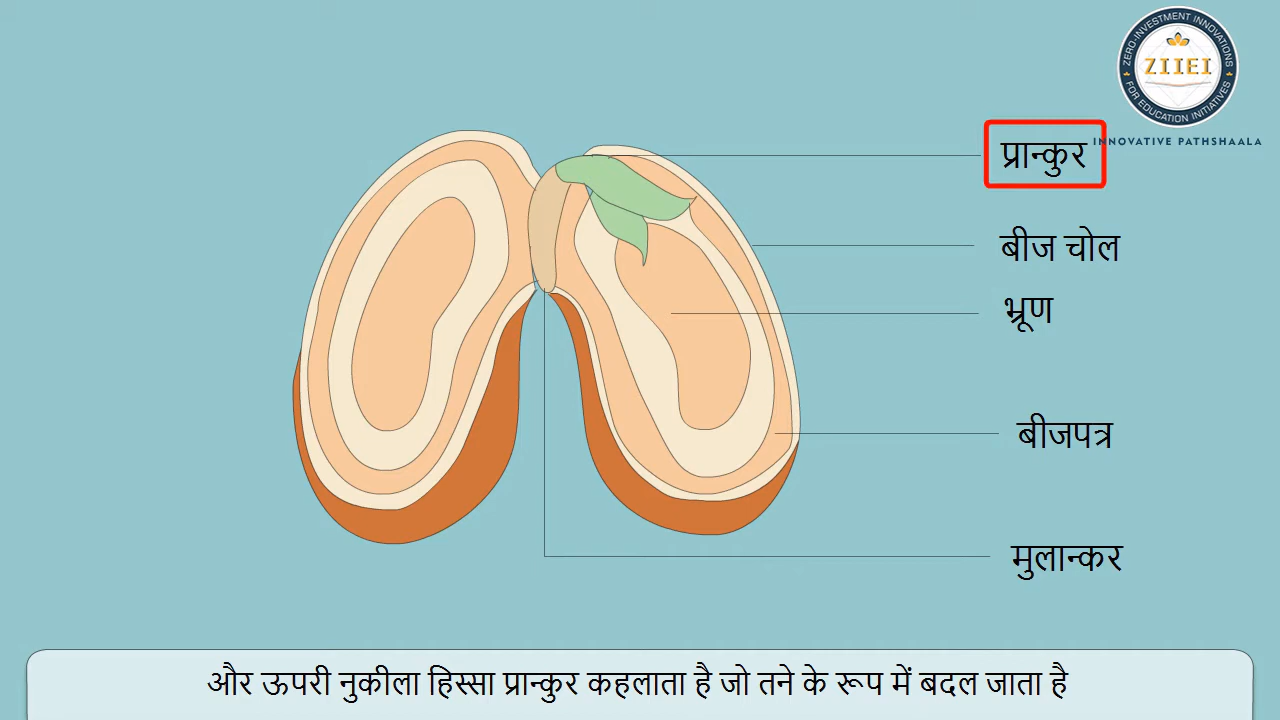 ZERO-INVESTMENT INNOVATIONS
ZIIEI
FOR EDUCATION INITIATIVES
INNOVATIVE PATHSHAALA
प्रान्कुर
बीज चोल
भ्रूण
बीजपत्र
मुलान्कर
और ऊपरी नुकीला हिस्सा प्रान्कुर कहलाता है जो तने के रूप में बदल जाता है